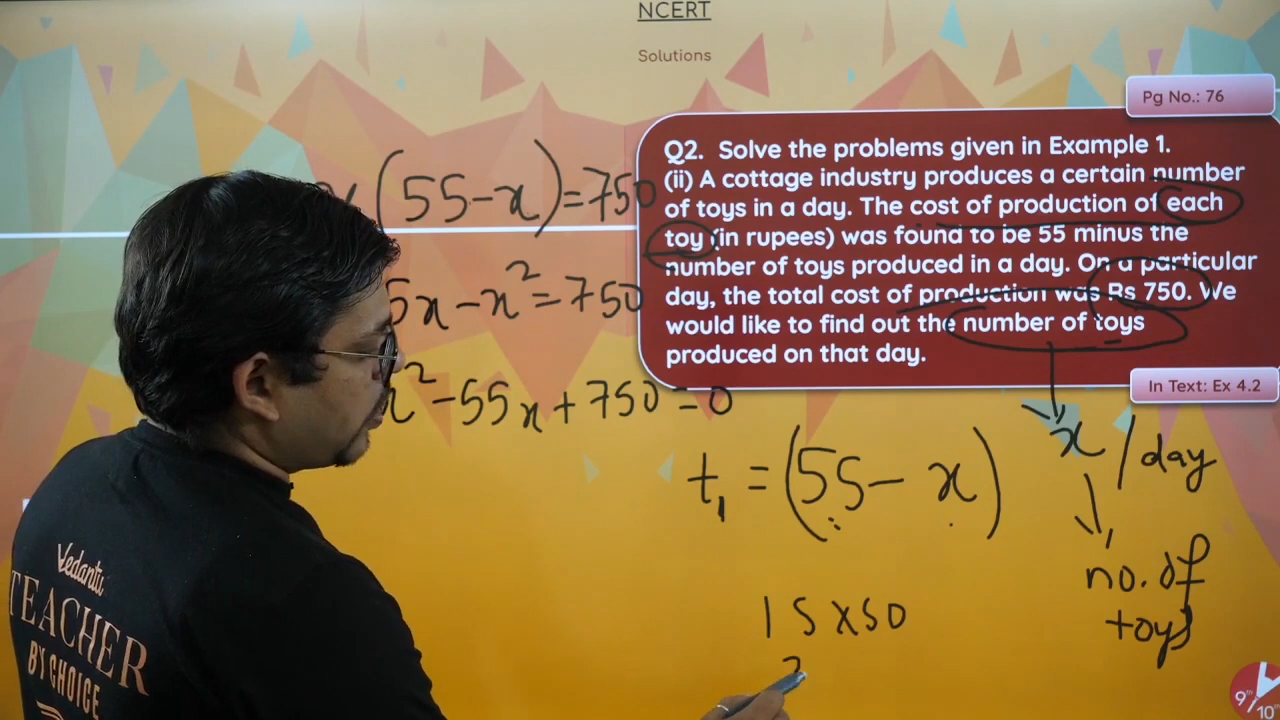 NCERT
Solutions
Pg No.: 76
Q2. Solve the problems given in Example 1.
(ii) A cottage industry produces a certain number
of toys in a day. The cost of production of each
toy (in rupees) was found to be 55 minus the
number of toys produced in a day. On a particular
day, the total cost of production was Rs 750. We
would like to find out the number of toys
produced on that day.
In Text: Ex 4.2
x(55-x)=750
5x-x²=750
x²-55x+750=0
t₁ = (55-x)
x/day
no. of
toys
15x50
Vedantu
TEACHER
BY CHOICE
9th/10th